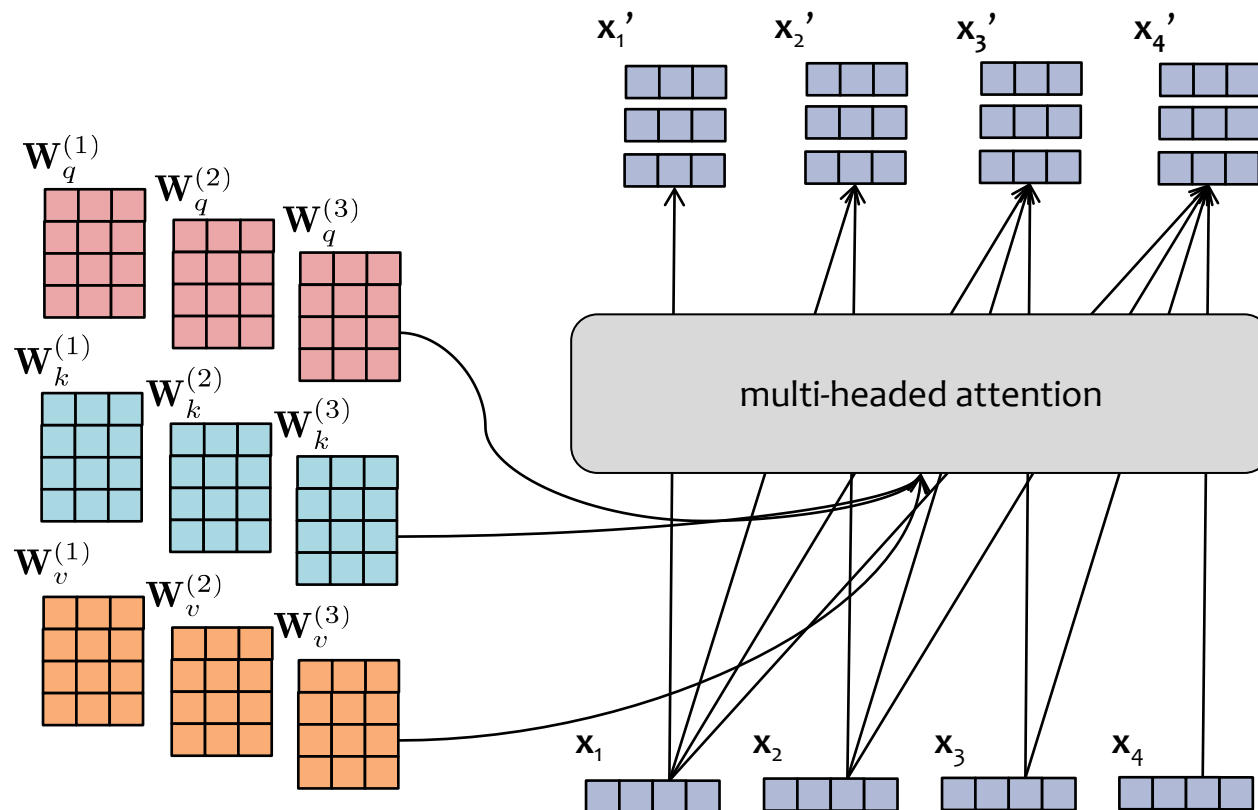 x₁’ x₂’ x₃’ x₄’
W_q^{(1)}
W_q^{(2)}
W_q^{(3)}
W_k^{(1)}
W_k^{(2)}
W_k^{(3)}
multi-headed attention
W_v^{(1)}
W_v^{(2)}
W_v^{(3)}
x₁ x₂ x₃ x₄